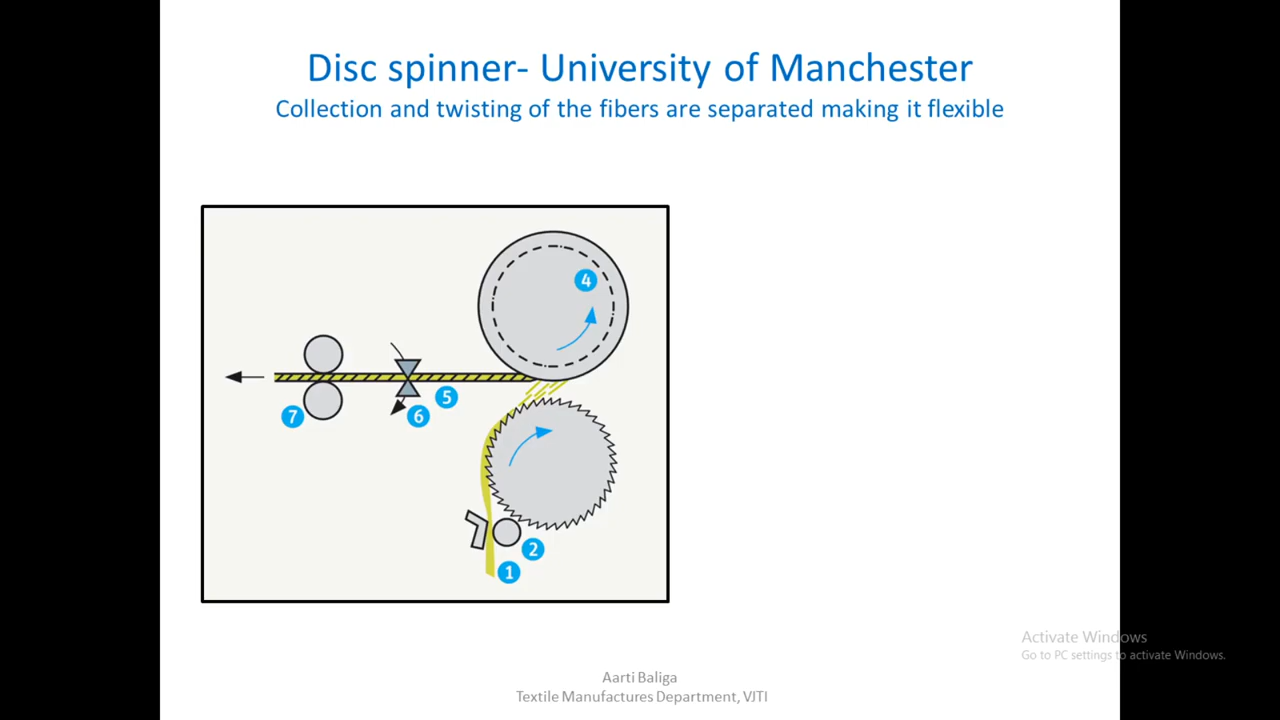 Disc spinner- University of Manchester
Collection and twisting of the fibers are separated making it flexible
4
5
7
6
2
1
Activate Windows
Go to PC settings to activate Windows.
Aarti Baliga
Textile Manufactures Department, VJTI